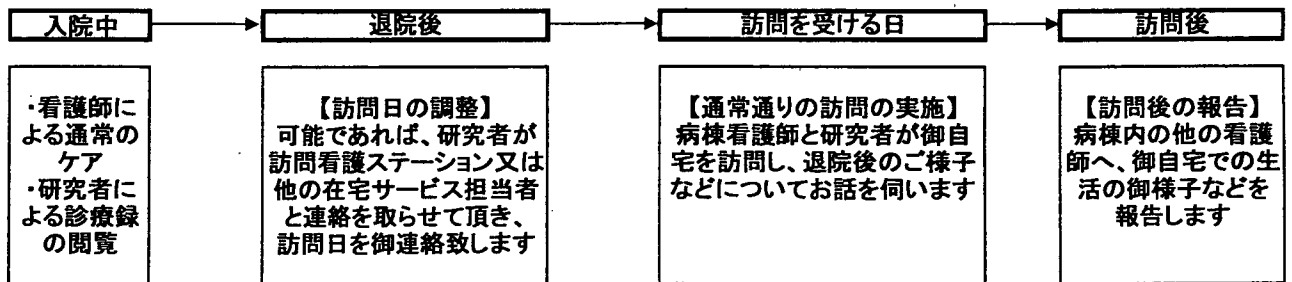 入院中
退院後
訪問を受ける日
訪問後
・看護師に
よる通常の
ケア
・研究者に
よる診療録
の閲覧
【訪問日の調整】
可能であれば、研究者が
訪問看護ステーション又は
他の在宅サービス担当者
と連絡を取らせて頂き、
訪問日を御連絡致します
【通常通りの訪問の実施】
病棟看護師と研究者が御自
宅を訪問し、退院後のご様子
などについてお話を伺います
【訪問後の報告】
病棟内の他の看護
師へ、御自宅での生
活の御様子などを
報告します